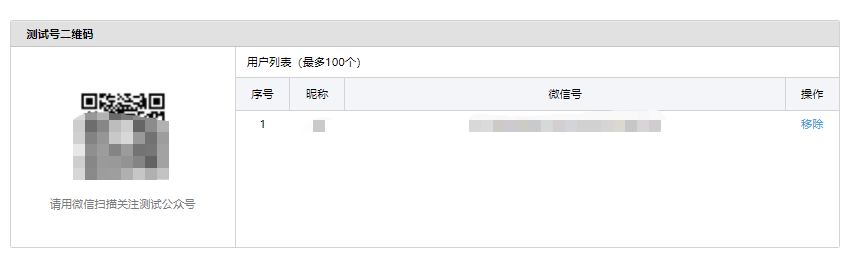 测试号二维码
用户列表（最多100个）
序号 昵称 微信号 操作
1 移除
请用微信扫描关注测试公众号